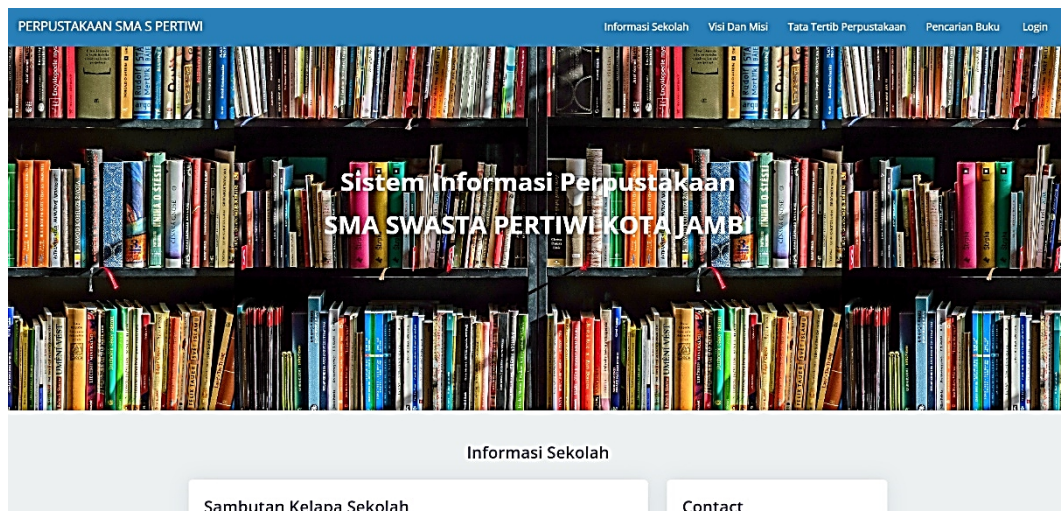 PERPUSTAKAAN SMA S PERTIWI
Informasi Sekolah Visi Dan Misi Tata Tertib Perpustakaan Pencarian Buku Login
Sistem Informasi Perpustakaan
SMA SWASTA PERTIWI KOTA JAMBI
Informasi Sekolah
Sambutan Kelapa Sekolah
Contact